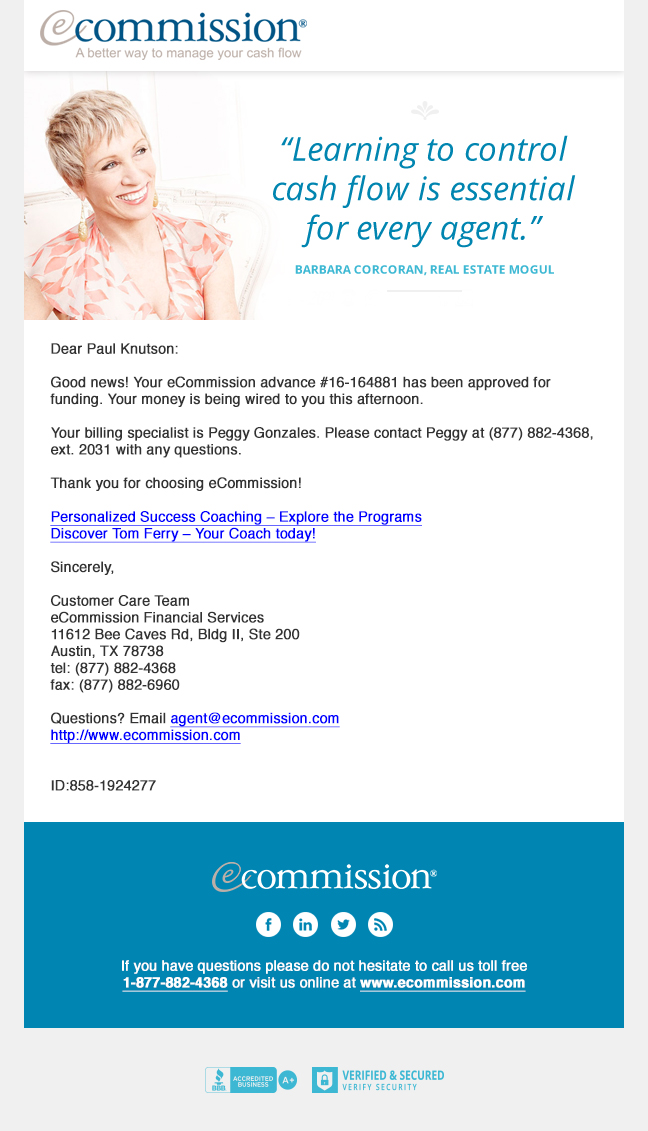 ecommission®
A better way to manage your cash flow
“Learning to control
cash flow is essential
for every agent.”
BARBARA CORCORAN, REAL ESTATE MOGUL
Dear Paul Knutson:
Good news! Your eCommission advance #16-164881 has been approved for
funding. Your money is being wired to you this afternoon.
Your billing specialist is Peggy Gonzales. Please contact Peggy at (877) 882-4368,
ext. 2031 with any questions.
Thank you for choosing eCommission!
Personalized Success Coaching – Explore the Programs
Discover Tom Ferry – Your Coach today!
Sincerely,
Customer Care Team
eCommission Financial Services
11612 Bee Caves Rd, Bldg II, Ste 200
Austin, TX 78738
tel: (877) 882-4368
fax: (877) 882-6960
Questions? Email agent@ecommission.com
http://www.ecommission.com
ID:858-1924277
ecommission®
f in
If you have questions please do not hesitate to call us toll free
1-877-882-4368 or visit us online at www.ecommission.com
BBB
ACCREDITED
BUSINESS
A+
VERIFIED & SECURED
VERIFY SECURITY